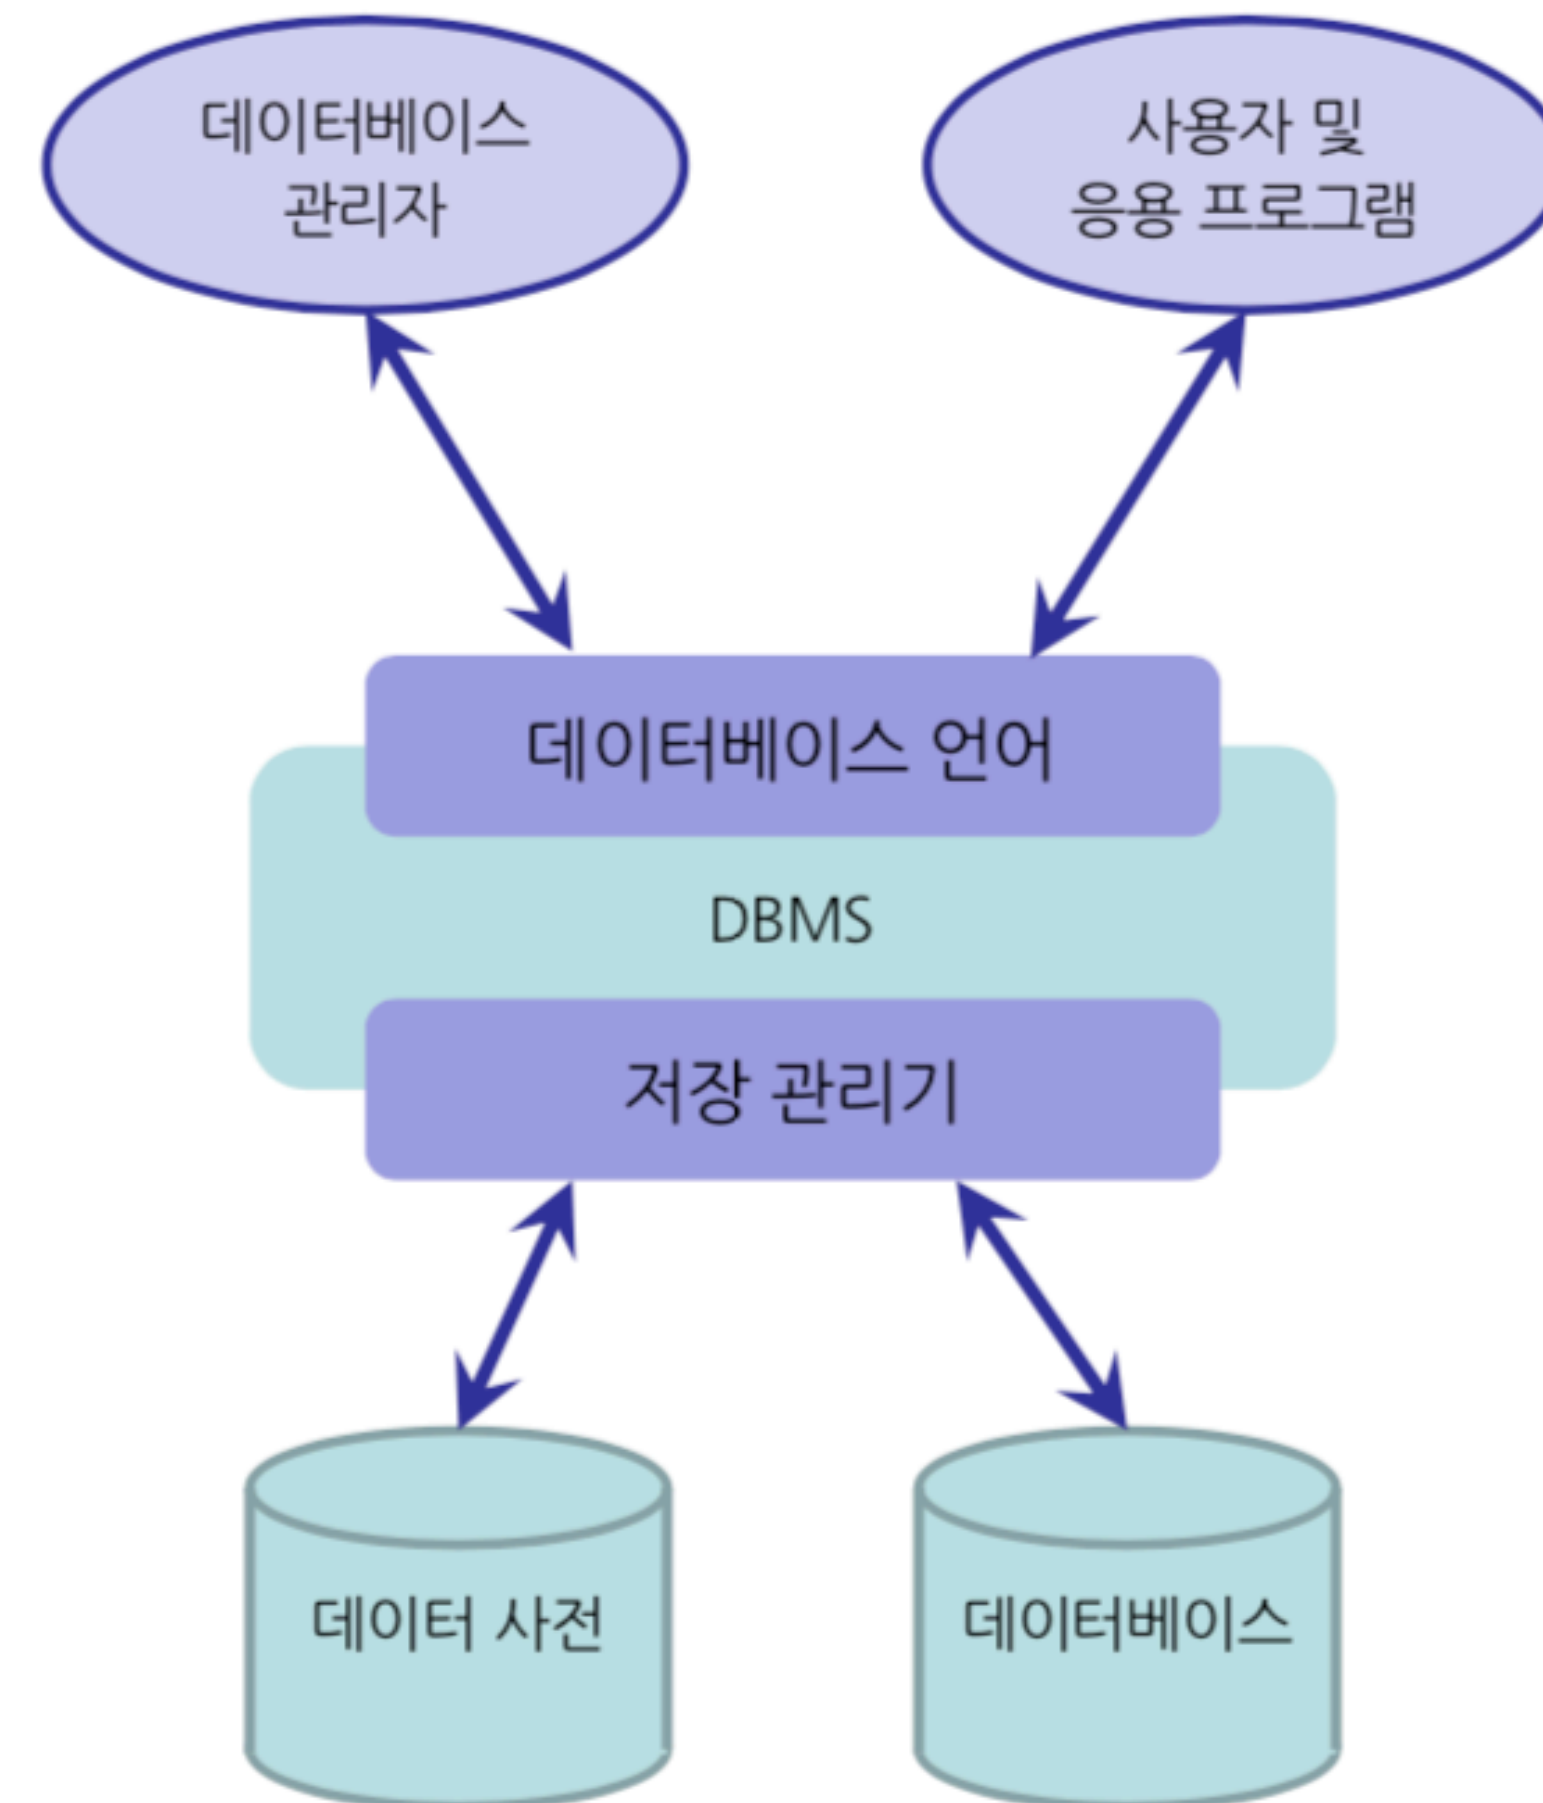 데이터베이스
관리자
사용자 및
응용 프로그램
데이터베이스 언어
DBMS
저장 관리기
데이터 사전
데이터베이스